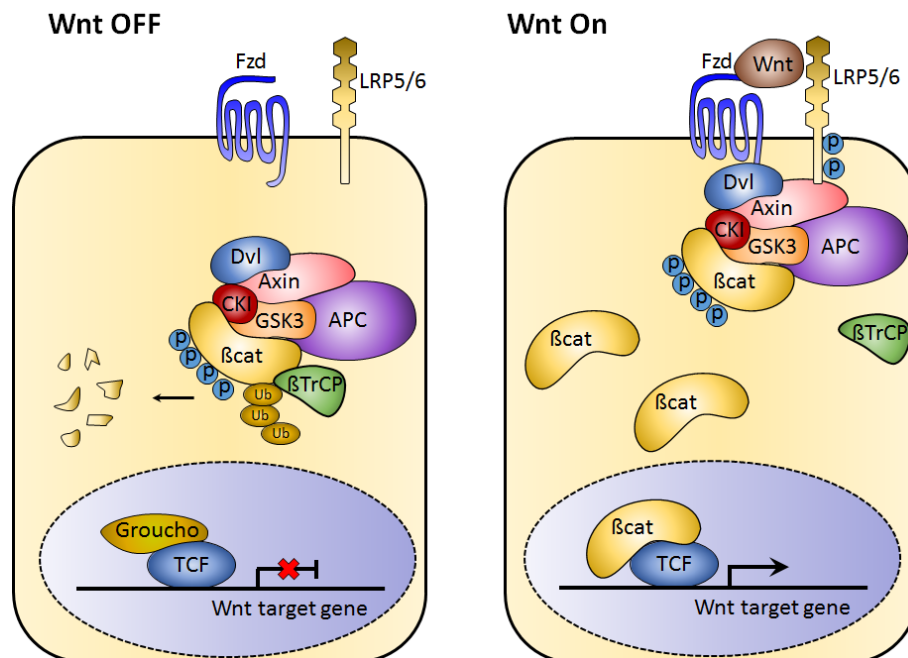 Wnt OFF
Fzd
LRP5/6
Dvl
Axin
CKI
GSK3
APC
ßcat
p
p
p
p
ßTrCP
Ub
Ub
Ub
Groucho
TCF
Wnt target gene
Wnt On
Fzd
Wnt
LRP5/6
p
p
Dvl
Axin
CKI
GSK3
APC
ßcat
p
p
p
p
ßTrCP
ßcat
ßcat
ßcat
TCF
Wnt target gene